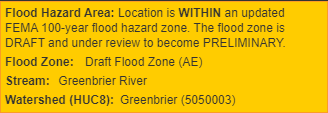 Flood Hazard Area: Location is WITHIN an updated
FEMA 100-year flood hazard zone. The flood zone is
DRAFT and under review to become PRELIMINARY.
Flood Zone: Draft Flood Zone (AE)
Stream: Greenbrier River
Watershed (HUC8): Greenbrier (5050003)